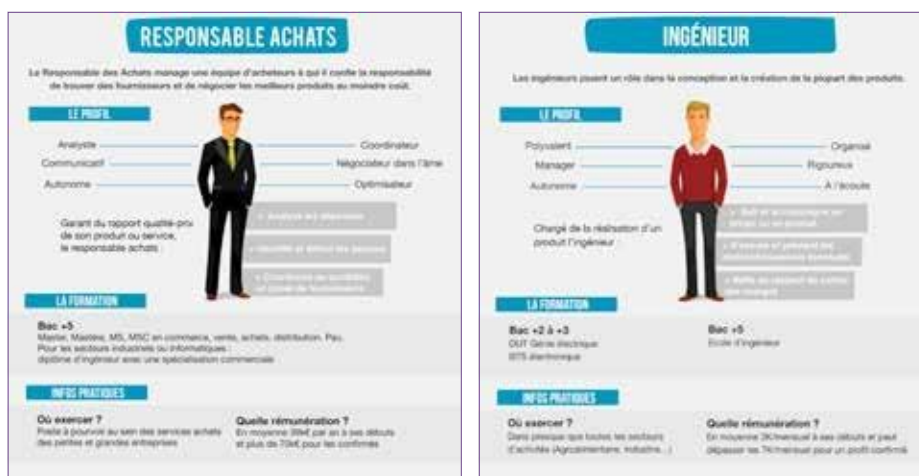 RESPONSABLE ACHATS
Le Responsable des Achats manage une équipe d'acheteurs à qui il confie la responsabilité
de trouver des fournisseurs et de négocier les meilleurs produits au moindre coût.
LE PROFIL
Analyste
Coordinateur
Communicatif
Négociateur dans l'âme
Autonome
Optimisateur
Garant du rapport qualité-prix
de son produit ou service,
le responsable achats
LA FORMATION
Bac +5
Master, Mastère, MS, MSC en commerce, vente, achats, distribution.
Pour les secteurs industriels ou informatiques :
diplôme d'ingénieur avec une spécialisation commerciale
INFOS PRATIQUES
Où exercer ?
Poste à pourvoir au sein des services achats
des petites et grandes entreprises
Quelle rémunération ?
En moyenne par an à ses débuts
et plus de 70k€ pour les confirmés
INGÉNIEUR
Les ingénieurs jouent un rôle dans la conception et la création de la plupart des produits.
LE PROFIL
Polyvalent
Organisé
Manager
Rigoureux
Autonome
A l'écoute
Chargé de la réalisation d'un
produit l'ingénieur
LA FORMATION
Bac +2 à +3
DUT Génie électrique
BTS électronique
Bac +5
Ecole d'ingénieur
INFOS PRATIQUES
Où exercer ?
Dans presque que toutes les secteurs
d'activités (Agroalimentaire, industrie...)
Quelle rémunération ?
En moyenne 3K/mensuel à ses débuts et peut
dépasser les 7K/mensuel pour un profil confirmé